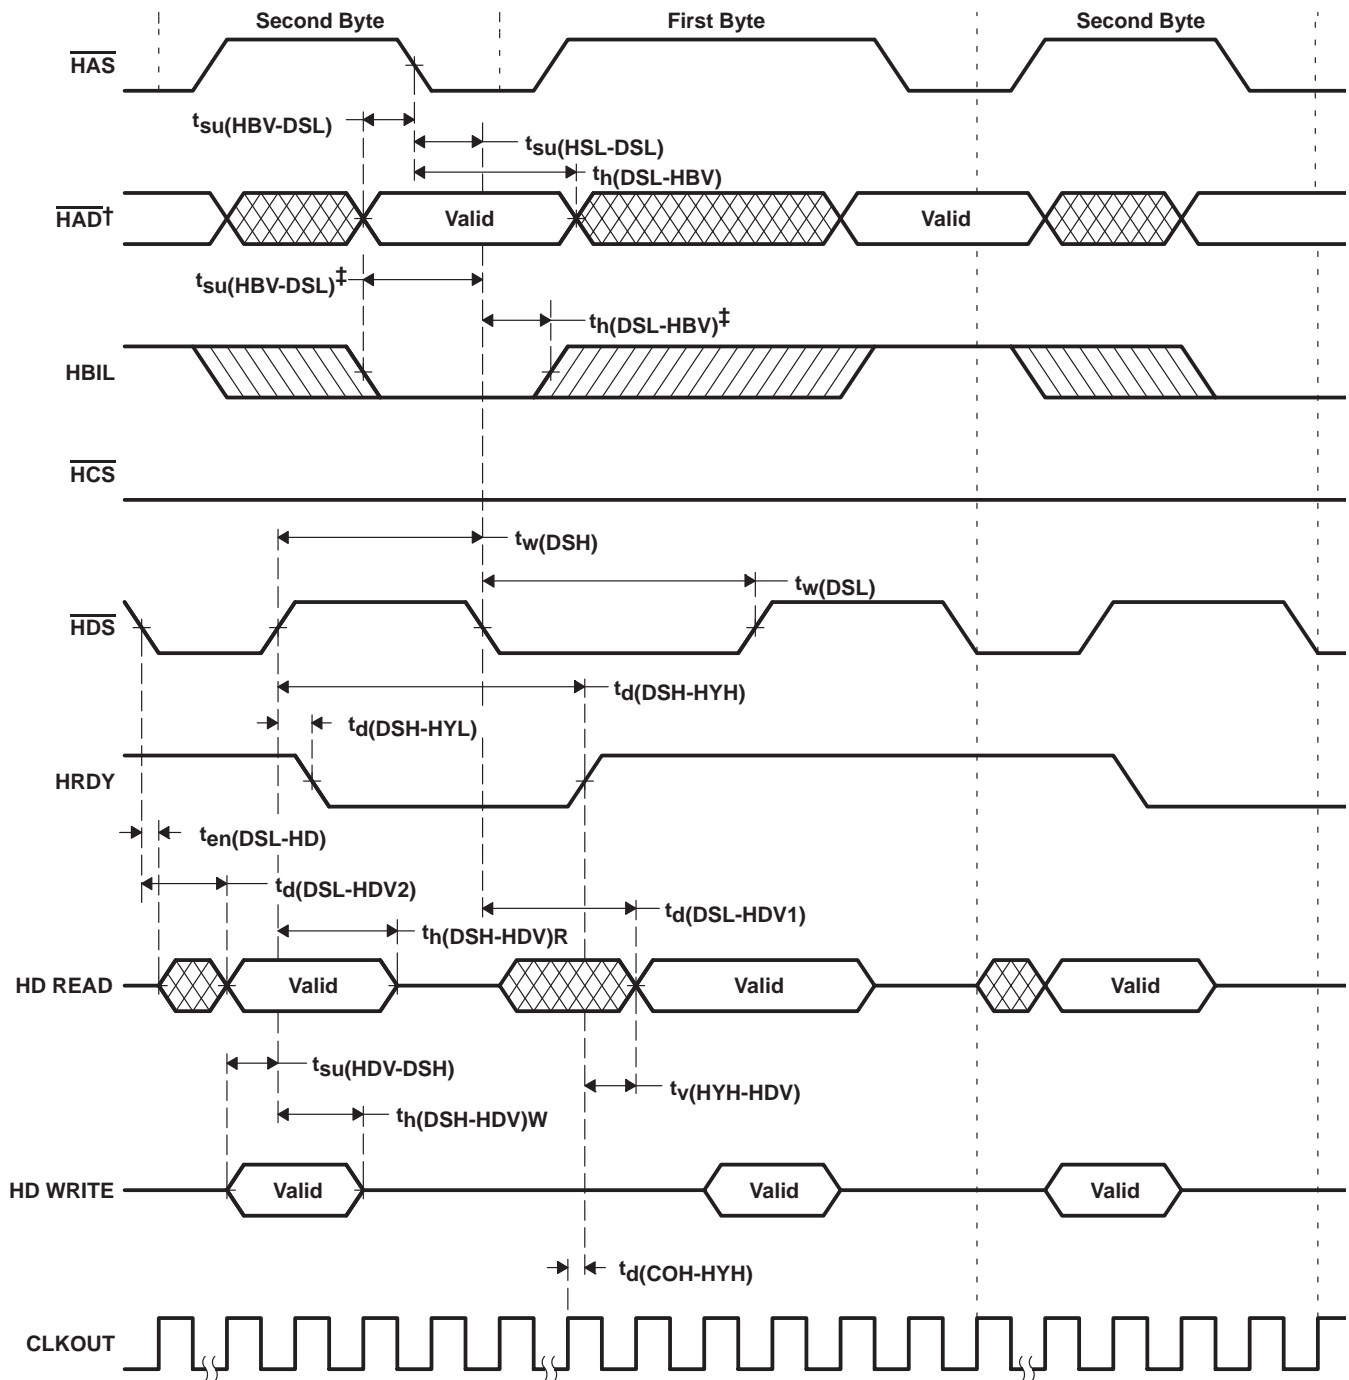 Second Byte First Byte Second Byte
HAS
tsu(HBV-DSL)
tsu(HSL-DSL)
th(DSL-HBV)
HAD† Valid Valid
tsu(HBV-DSL)‡
th(DSL-HBV)‡
HBIL
HCS
tw(DSH)
tw(DSL)
HDS
td(DSH-HYH)
td(DSH-HYL)
HRDY
ten(DSL-HD)
td(DSL-HDV2)
td(DSL-HDV1)
th(DSH-HDV)R
HD READ Valid Valid Valid
tsu(HDV-DSH)
tv(HYH-HDV)
th(DSH-HDV)W
HD WRITE Valid Valid Valid
td(COH-HYH)
CLKOUT